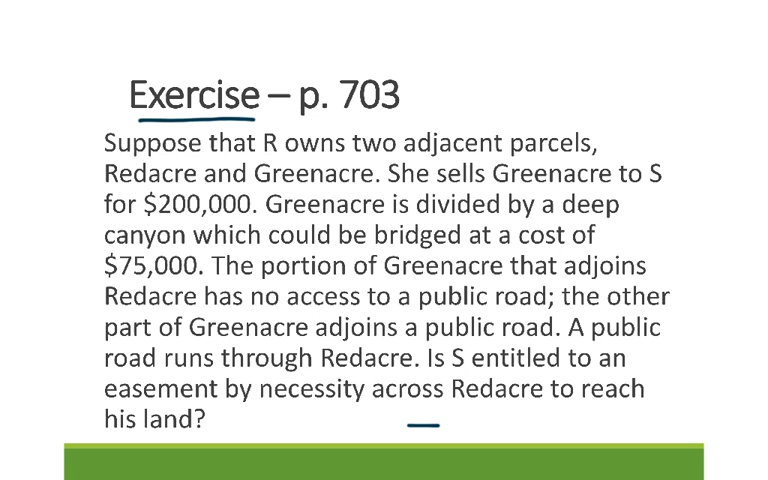 Exercise – p. 703
Suppose that R owns two adjacent parcels,
Redacre and Greenacre. She sells Greenacre to S
for $200,000. Greenacre is divided by a deep
canyon which could be bridged at a cost of
$75,000. The portion of Greenacre that adjoins
Redacre has no access to a public road; the other
part of Greenacre adjoins a public road. A public
road runs through Redacre. Is S entitled to an
easement by necessity across Redacre to reach
his land?